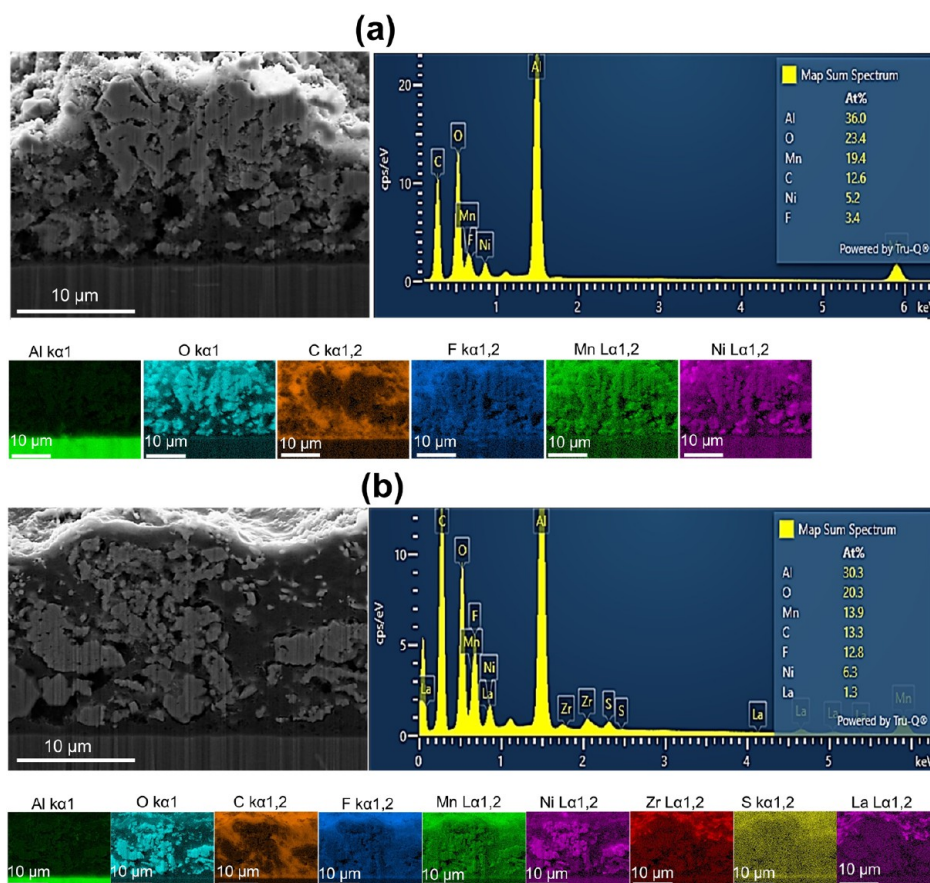 (a)
10 μm
cps/eV
20
10
0
C
O
Mn
F
Ni
Al
Map Sum Spectrum
At%
Al 36.0
O 23.4
Mn 19.4
C 12.6
Ni 5.2
F 3.4
Powered by Tru-Q®
1 2 3 4 5 6 keV
Al kα1 O kα1 C kα1,2 F kα1,2 Mn Lα1,2 Ni Lα1,2
10 μm 10 μm 10 μm 10 μm 10 μm 10 μm
(b)
10 μm
cps/eV
10
5
0
La
C
O
Mn
F
Ni
La
Al
Zr
Zr
S
S
La
La
La
La
Mn
Map Sum Spectrum
At%
Al 30.3
O 20.3
Mn 13.9
C 13.3
F 12.8
Ni 6.3
La 1.3
Powered by Tru-Q®
0 1 2 3 4 5 6 keV
Al kα1 O kα1 C kα1,2 F kα1,2 Mn Lα1,2 Ni Lα1,2 Zr Lα1,2 S kα1,2 La Lα1,2
10 μm 10 μm 10 μm 10 μm 10 μm 10 μm 10 μm 10 μm 10 μm